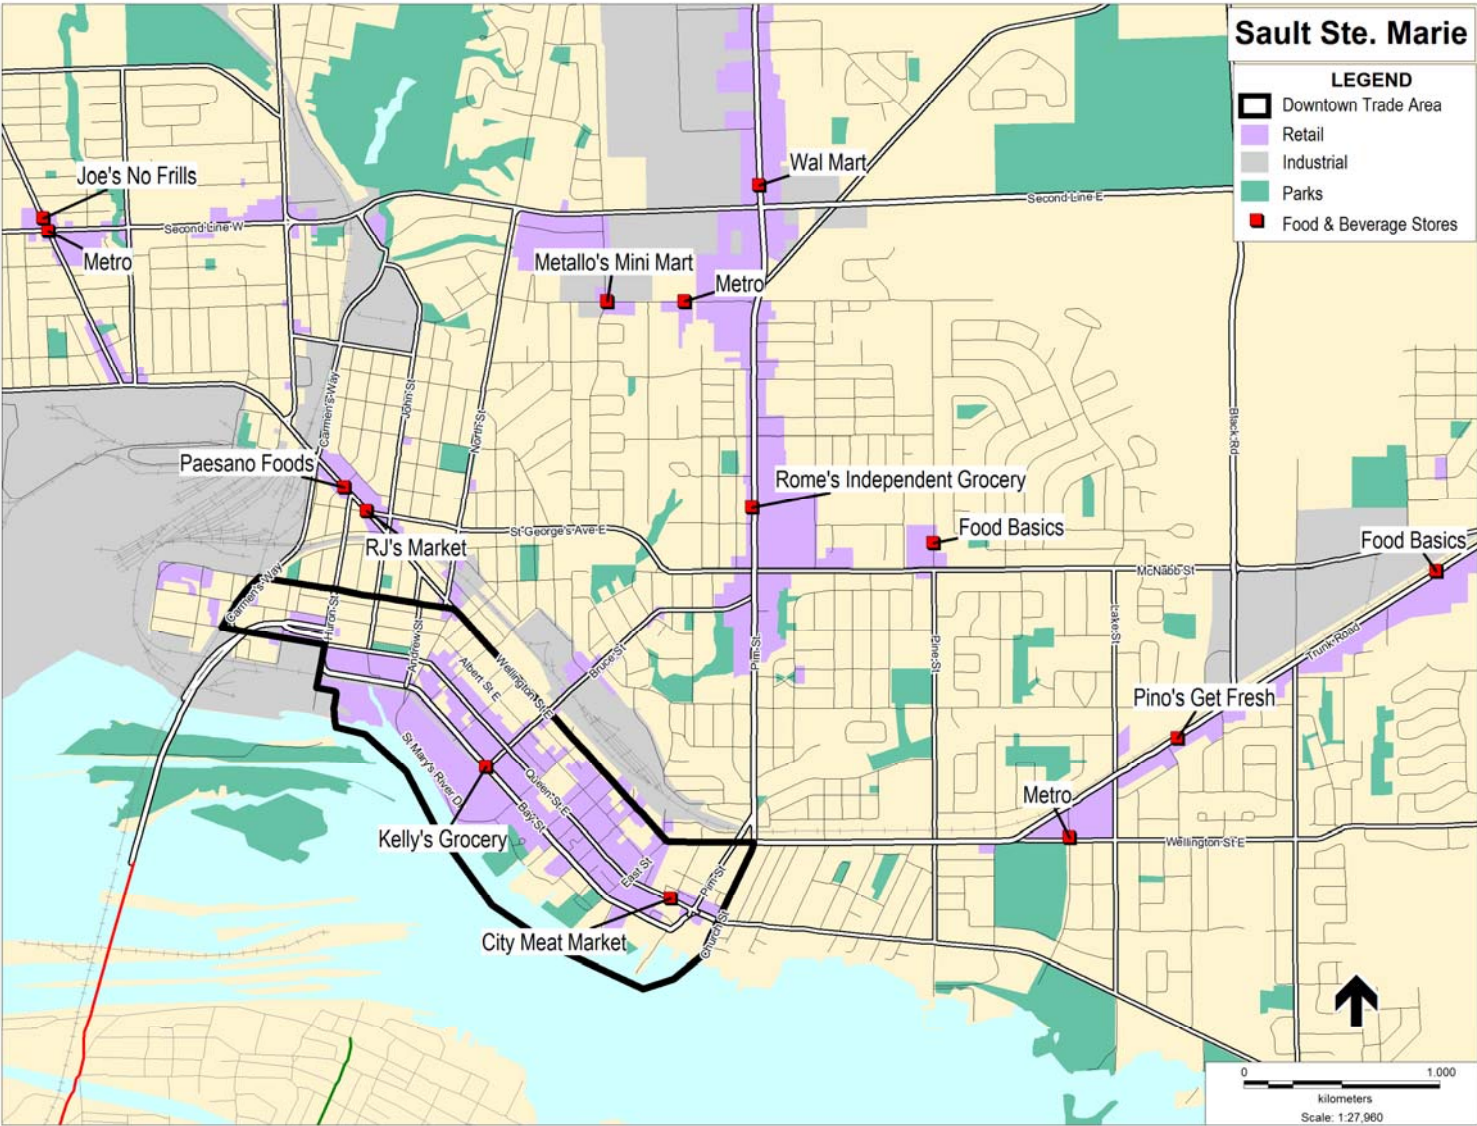 Sault Ste. Marie
LEGEND
Downtown Trade Area
Retail
Industrial
Parks
Food & Beverage Stores
Wal Mart
Joe's No Frills
Second Line E
Second Line W
Metro
Metallo's Mini Mart
Metro
Carmen's Way
John St
North St
Black Rd
Paesano Foods
Rome's Independent Grocery
RJ's Market
St George's Ave E
Food Basics
Food Basics
McNabb St
Carmen's Way
Huron St
Andrew St
Albert St E
Wellington St E
Bruce St
Pim St
Pine St
Lake St
Trunk Road
Pino's Get Fresh
St Mary's River Dr
Queen St E
Bay St
Metro
Kelly's Grocery
Wellington St E
East St
Pim St
City Meat Market
Church St
0 1.000
kilometers
Scale: 1:27,960